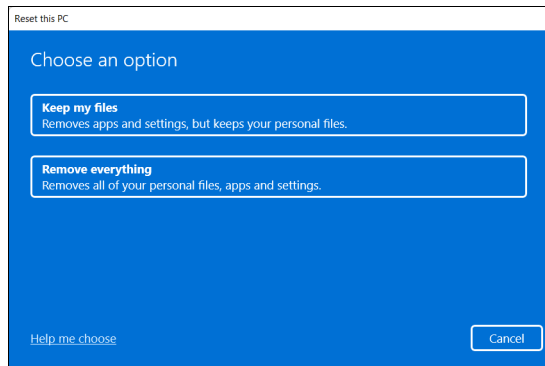 Reset this PC
Choose an option
Keep my files
Removes apps and settings, but keeps your personal files.
Remove everything
Removes all of your personal files, apps and settings.
Help me choose
Cancel